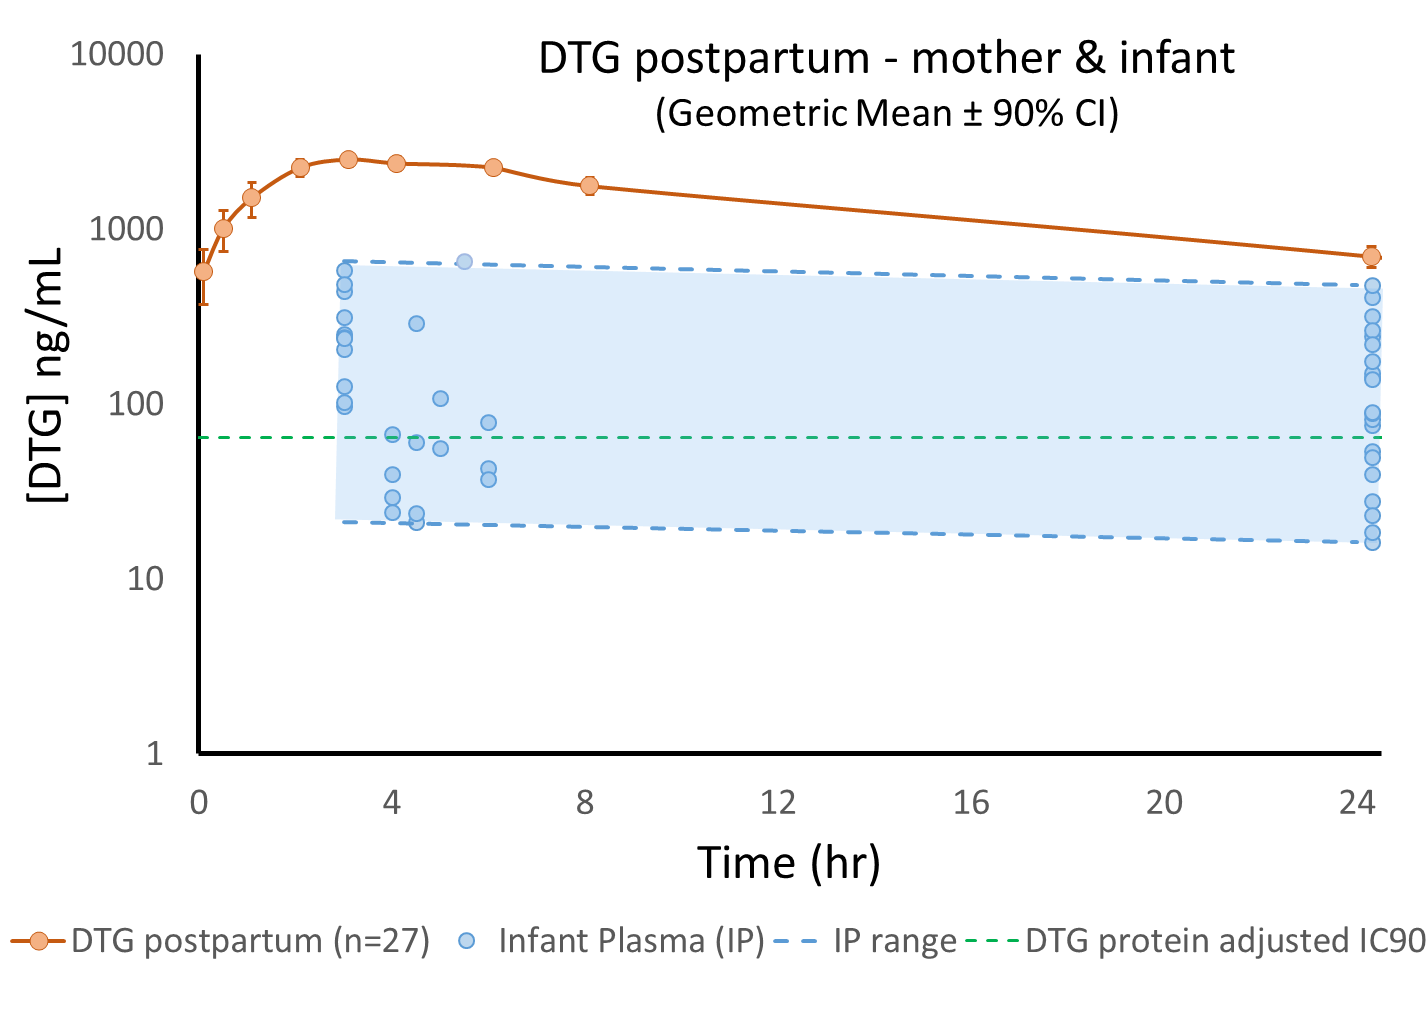 DTG postpartum - mother & infant
(Geometric Mean ± 90% CI)
[DTG] ng/mL
10000
1000
100
10
1
0 4 8 12 16 20 24
Time (hr)
DTG postpartum (n=27) Infant Plasma (IP) IP range DTG protein adjusted IC90